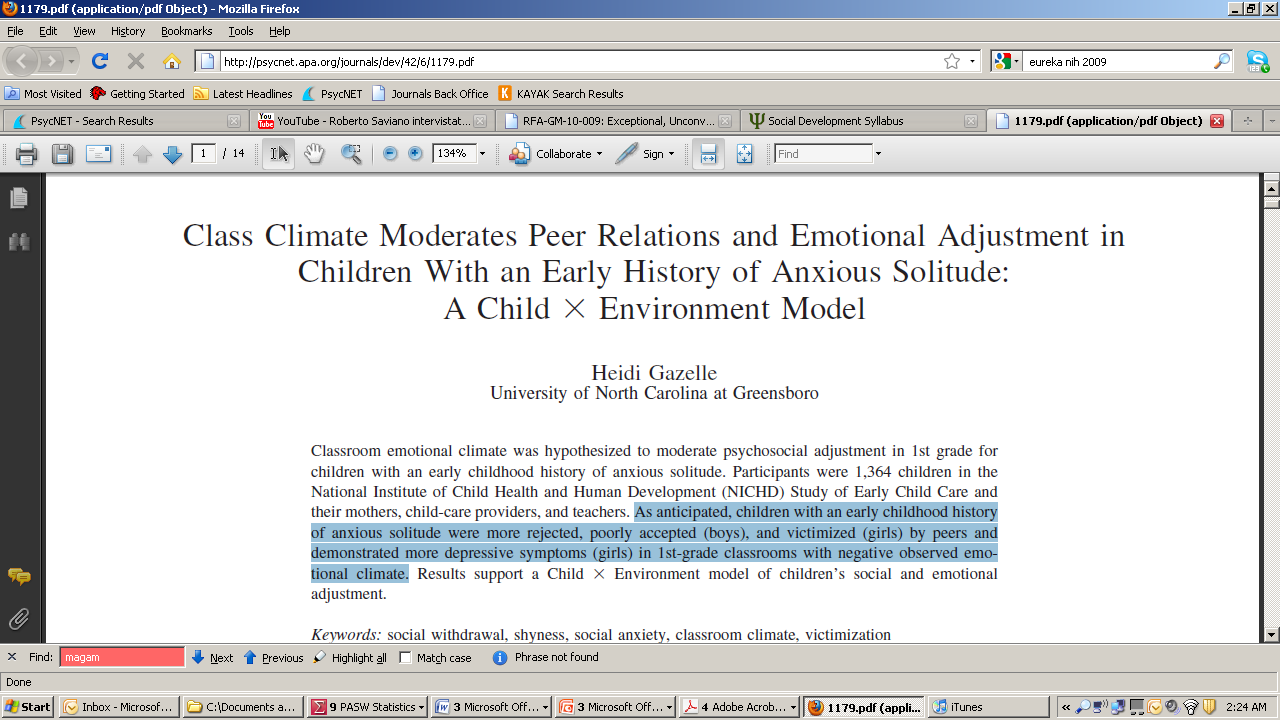 1179.pdf (application/pdf Object) - Mozilla Firefox
File Edit View History Bookmarks Tools Help
http://psycnet.apa.org/journals/dev/42/6/1179.pdf
eureka nih 2009
Most Visited Getting Started Latest Headlines PsycNET Journals Back Office KAYAK Search Results
PsycNET - Search Results
You Tube YouTube - Roberto Saviano intervistat...
RFA-GM-10-009: Exceptional, Unconv...
Social Development Syllabus
1179.pdf (application/pdf Object)
1 / 14 134% Collaborate Sign Find
Class Climate Moderates Peer Relations and Emotional Adjustment in
Children With an Early History of Anxious Solitude:
A Child × Environment Model
Heidi Gazelle
University of North Carolina at Greensboro
Classroom emotional climate was hypothesized to moderate psychosocial adjustment in 1st grade for
children with an early childhood history of anxious solitude. Participants were 1,364 children in the
National Institute of Child Health and Human Development (NICHD) Study of Early Child Care and
their mothers, child-care providers, and teachers. As anticipated, children with an early childhood history
of anxious solitude were more rejected, poorly accepted (boys), and victimized (girls) by peers and
demonstrated more depressive symptoms (girls) in 1st-grade classrooms with negative observed emo-
tional climate. Results support a Child × Environment model of children's social and emotional
adjustment.
Keywords: social withdrawal, shyness, social anxiety, classroom climate, victimization
Find: magam Next Previous Highlight all Match case Phrase not found
Done
Start Inbox - Microsof... C:\Documents a... 9 PASW Statistics 3 Microsoft Offi... 3 Microsoft Offi... 4 Adobe Acrob... 1179.pdf (appli... iTunes 2:24 AM